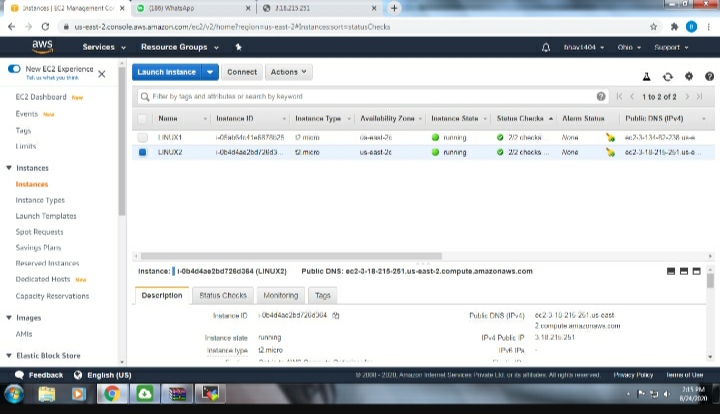 Instances | EC2 Management Co
(186) WhatsApp
3.18.215.251
us-east-2.console.aws.amazon.com/ec2/v2/home?region=us-east-2#Instances:sort=statusChecks
aws
Services
Resource Groups
bhavi404
Ohio
Support
New EC2 Experience
Tell us what you think
EC2 Dashboard New
Events New
Tags
Limits
Instances
Instances
Instance Types
Launch Templates
Spot Requests
Savings Plans
Reserved Instances
Dedicated Hosts New
Capacity Reservations
Images
AMIs
Elastic Block Store
Launch Instance
Connect
Actions
Filter by tags and attributes or search by keyword
1 to 2 of 2
Name Instance ID Instance Type Availability Zone Instance State Status Checks Alarm Status Public DNS (IPv4)
LINUX1 t2.micro us-east-2c running 2/2 checks ... None
LINUX2 i-0b4d4ae2bd726d3... t2.micro us-east-2c running 2/2 checks ... None ec2-3-18-215-251.us-e...
Instance: i-0b4d4ae2bd726d364 (LINUX2) Public DNS: ec2-3-18-215-251.us-east-2.compute.amazonaws.com
Description Status Checks Monitoring Tags
Instance ID i-0b4d4ae2bd726d364
Public DNS (IPv4) ec2-3-18-215-251.us-east-2.compute.amazonaws.com
Instance state running
IPv4 Public IP 3.18.215.251
Instance type t2.micro
IPv6 IPs -
Feedback English (US)
© 2008 - 2020, Amazon Internet Services Private Ltd. or its affiliates. All rights reserved. Privacy Policy Terms of Use
2:15 PM
8/24/2020